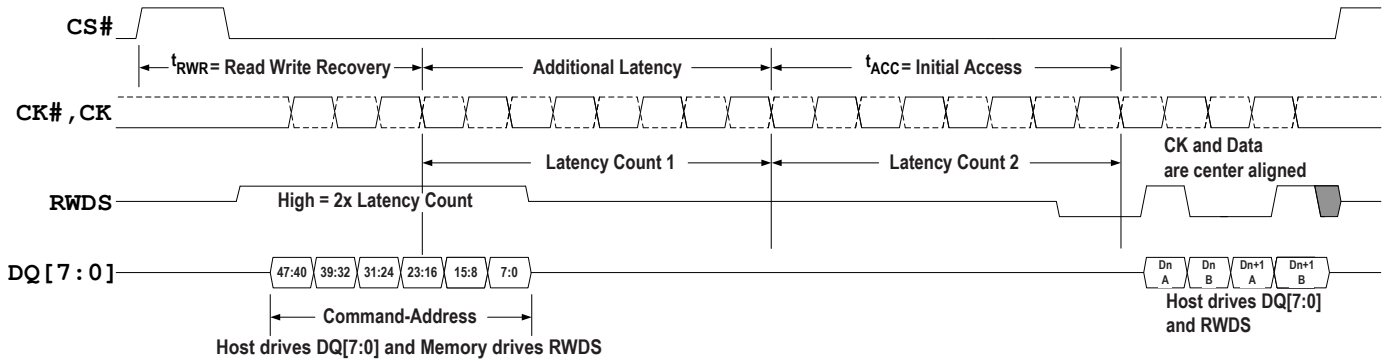 CS#
tRWR= Read Write Recovery
Additional Latency
tACC= Initial Access
CK#,CK
Latency Count 1
Latency Count 2
CK and Data
are center aligned
RWDS
High = 2x Latency Count
DQ[7:0]
47:40 39:32 31:24 23:16 15:8 7:0
Dn A
Dn B
Dn+1 A
Dn+1 B
Command-Address
Host drives DQ[7:0]
and RWDS
Host drives DQ[7:0] and Memory drives RWDS